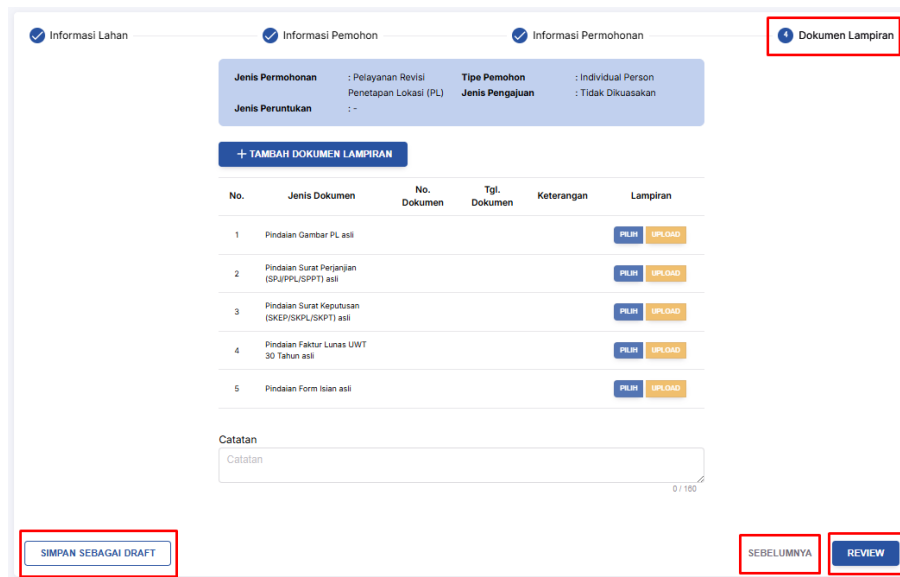 Informasi Lahan
Informasi Pemohon
Informasi Permohonan
4 Dokumen Lampiran
Jenis Permohonan : Pelayanan Revisi Tipe Pemohon : Individual Person
Penetapan Lokasi (PL) Jenis Pengajuan : Tidak Dikuasakan
Jenis Peruntukan : -
+ TAMBAH DOKUMEN LAMPIRAN
No. Jenis Dokumen No. Dokumen Tgl. Dokumen Keterangan Lampiran
1 Pindaian Gambar PL asli PILIH UPLOAD
2 Pindaian Surat Perjanjian
(SPJ/PPL/SPPT) asli PILIH UPLOAD
3 Pindaian Surat Keputusan
(SKEP/SKPL/SKPT) asli PILIH UPLOAD
4 Pindaian Faktur Lunas UWT
30 Tahun asli PILIH UPLOAD
5 Pindaian Form Isian asli PILIH UPLOAD
Catatan
Catatan
0 / 160
SIMPAN SEBAGAI DRAFT
SEBELUMNYA
REVIEW